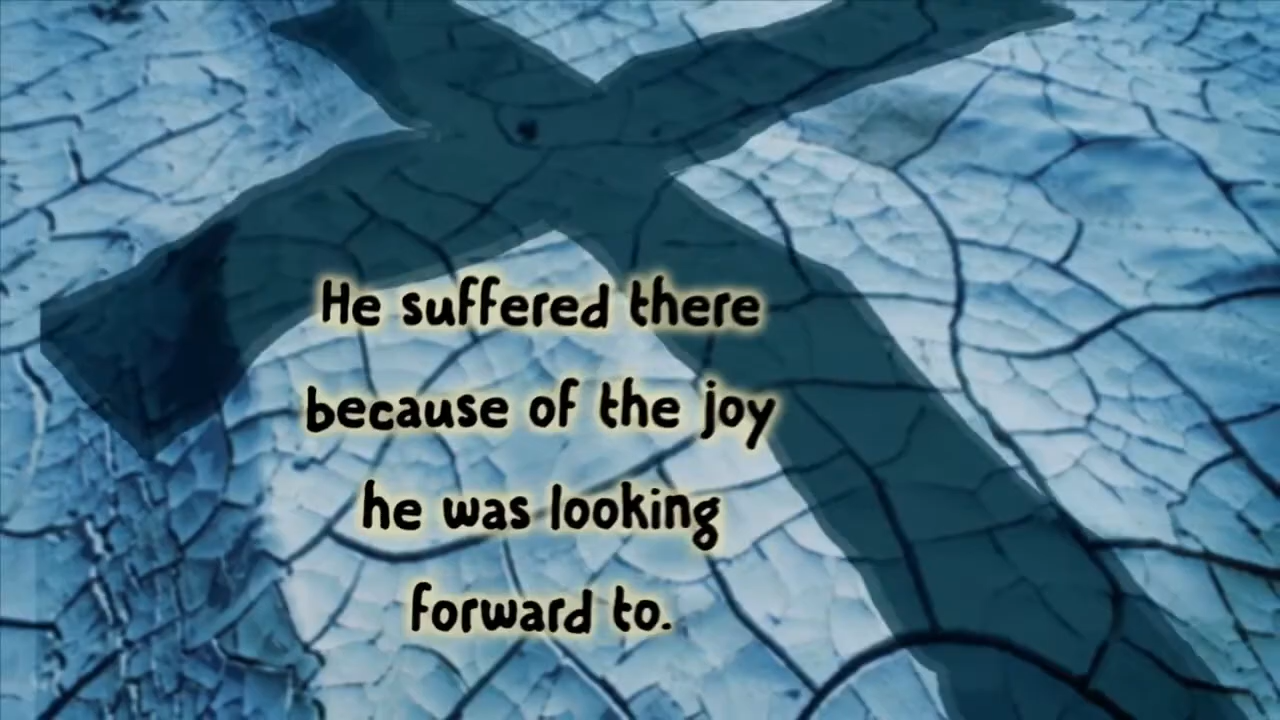 He suffered there
because of the joy
he was looking
forward to.